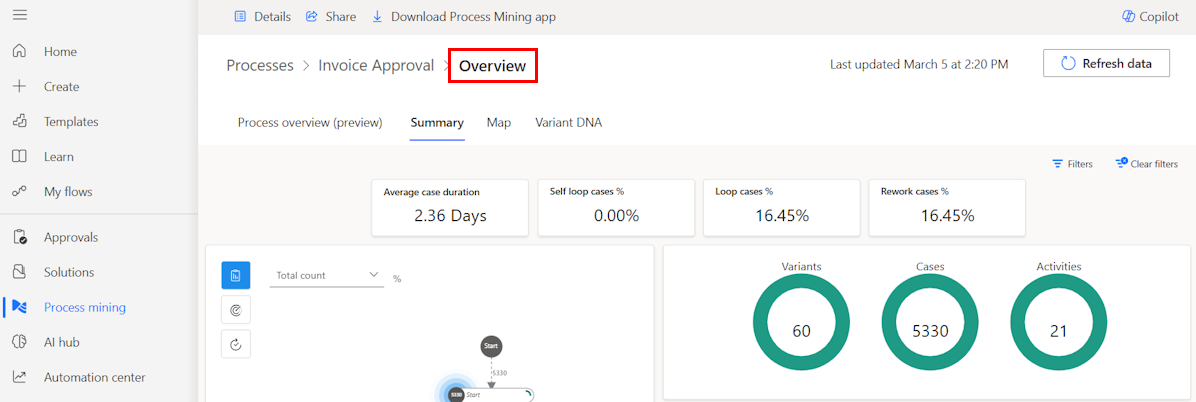 Details Share Download Process Mining app Copilot
Home
Create
Templates
Learn
My flows
Approvals
Solutions
Process mining
AI hub
Automation center
Processes > Invoice Approval > Overview
Last updated March 5 at 2:20 PM Refresh data
Process overview (preview) Summary Map Variant DNA
Filters Clear filters
Average case duration
2.36 Days
Self loop cases %
0.00%
Loop cases %
16.45%
Rework cases %
16.45%
Total count %
Start
5330
5330 Start
Variants
60
Cases
5330
Activities
21